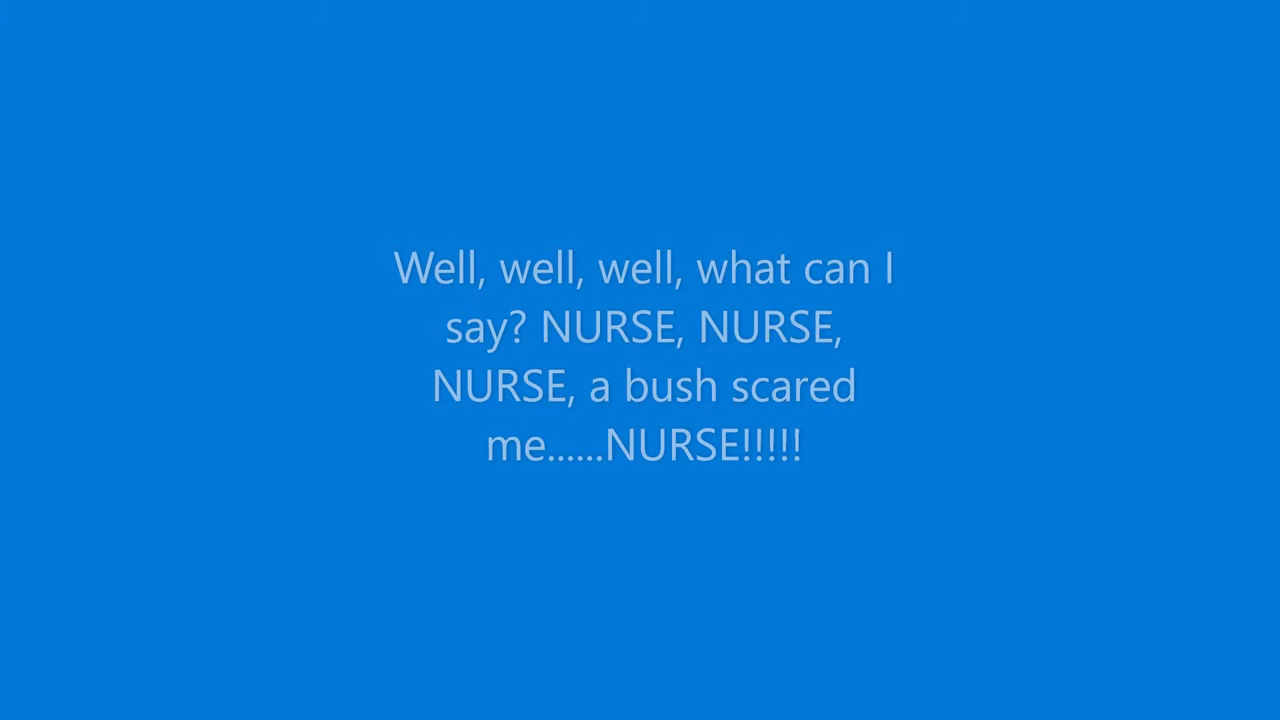 Well, well, well, what can I
say? NURSE, NURSE,
NURSE, a bush scared
me......NURSE!!!!!